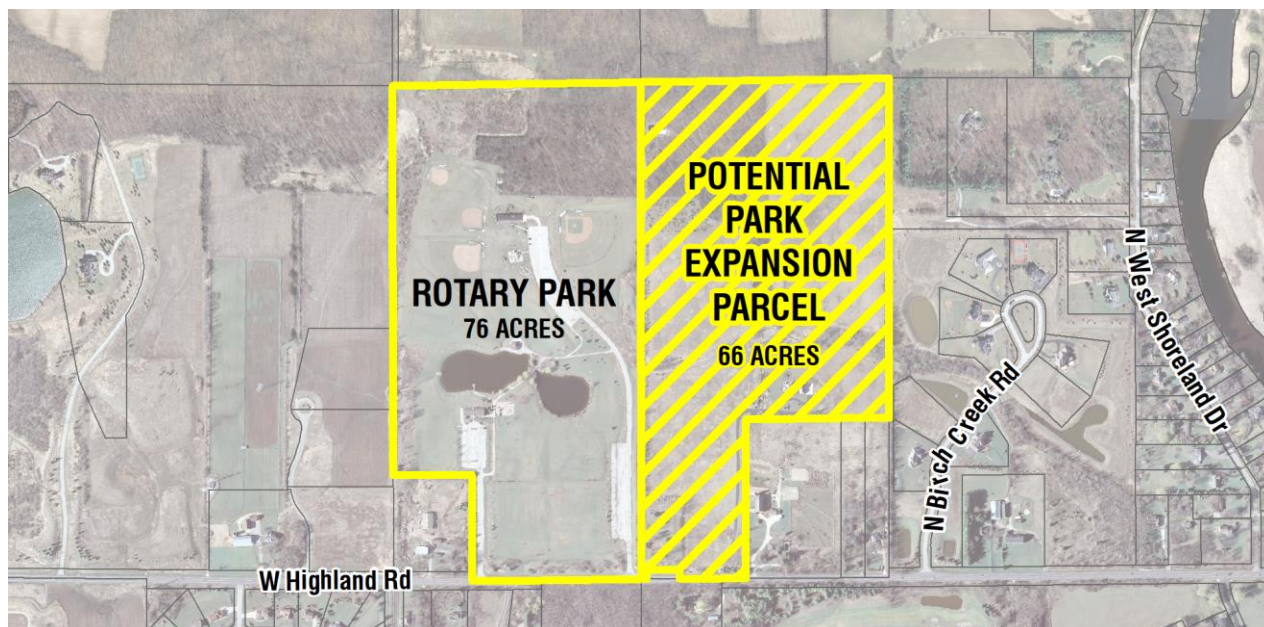 POTENTIAL
PARK
EXPANSION
PARCEL
66 ACRES
ROTARY PARK
76 ACRES
N West Shoreland Dr
N Birch Creek Rd
W Highland Rd